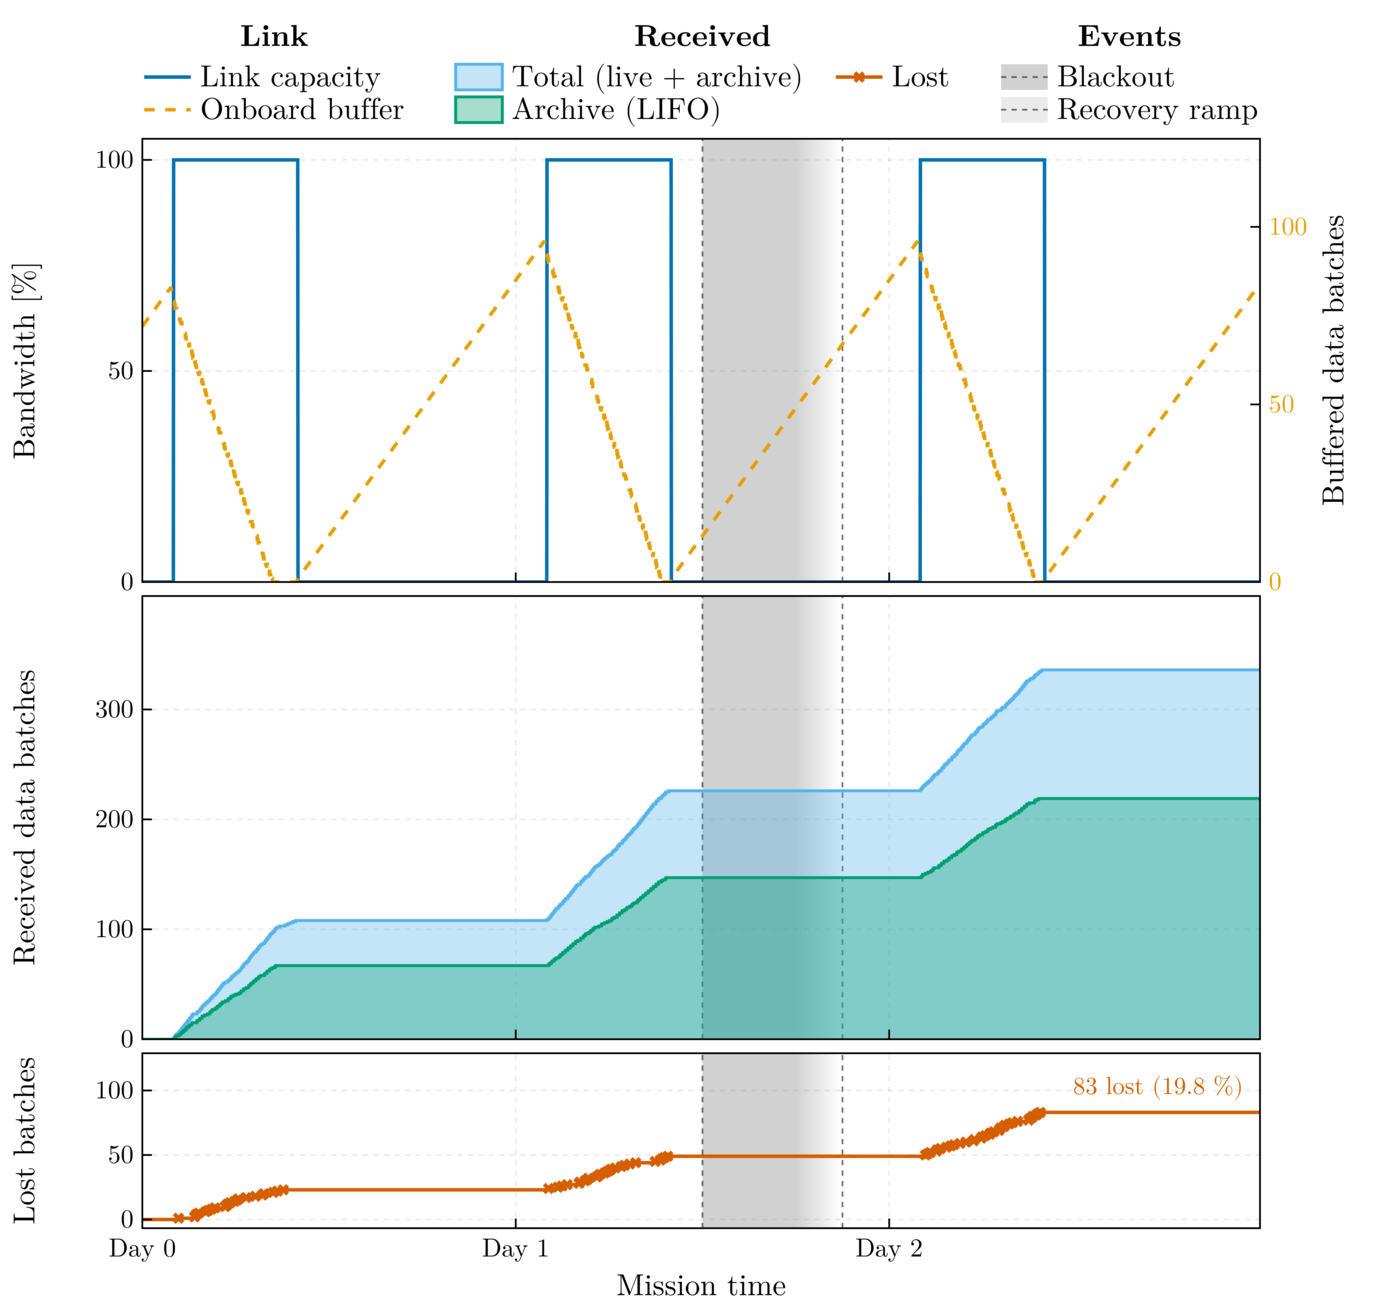 Link Received Events
Link capacity Total (live + archive) Lost Blackout
Onboard buffer Archive (LIFO) Recovery ramp
Bandwidth [%]
100
50
0
Buffered data batches
100
50
0
Received data batches
300
200
100
0
Lost batches
100
50
0
83 lost (19.8 %)
Day 0 Day 1 Day 2
Mission time